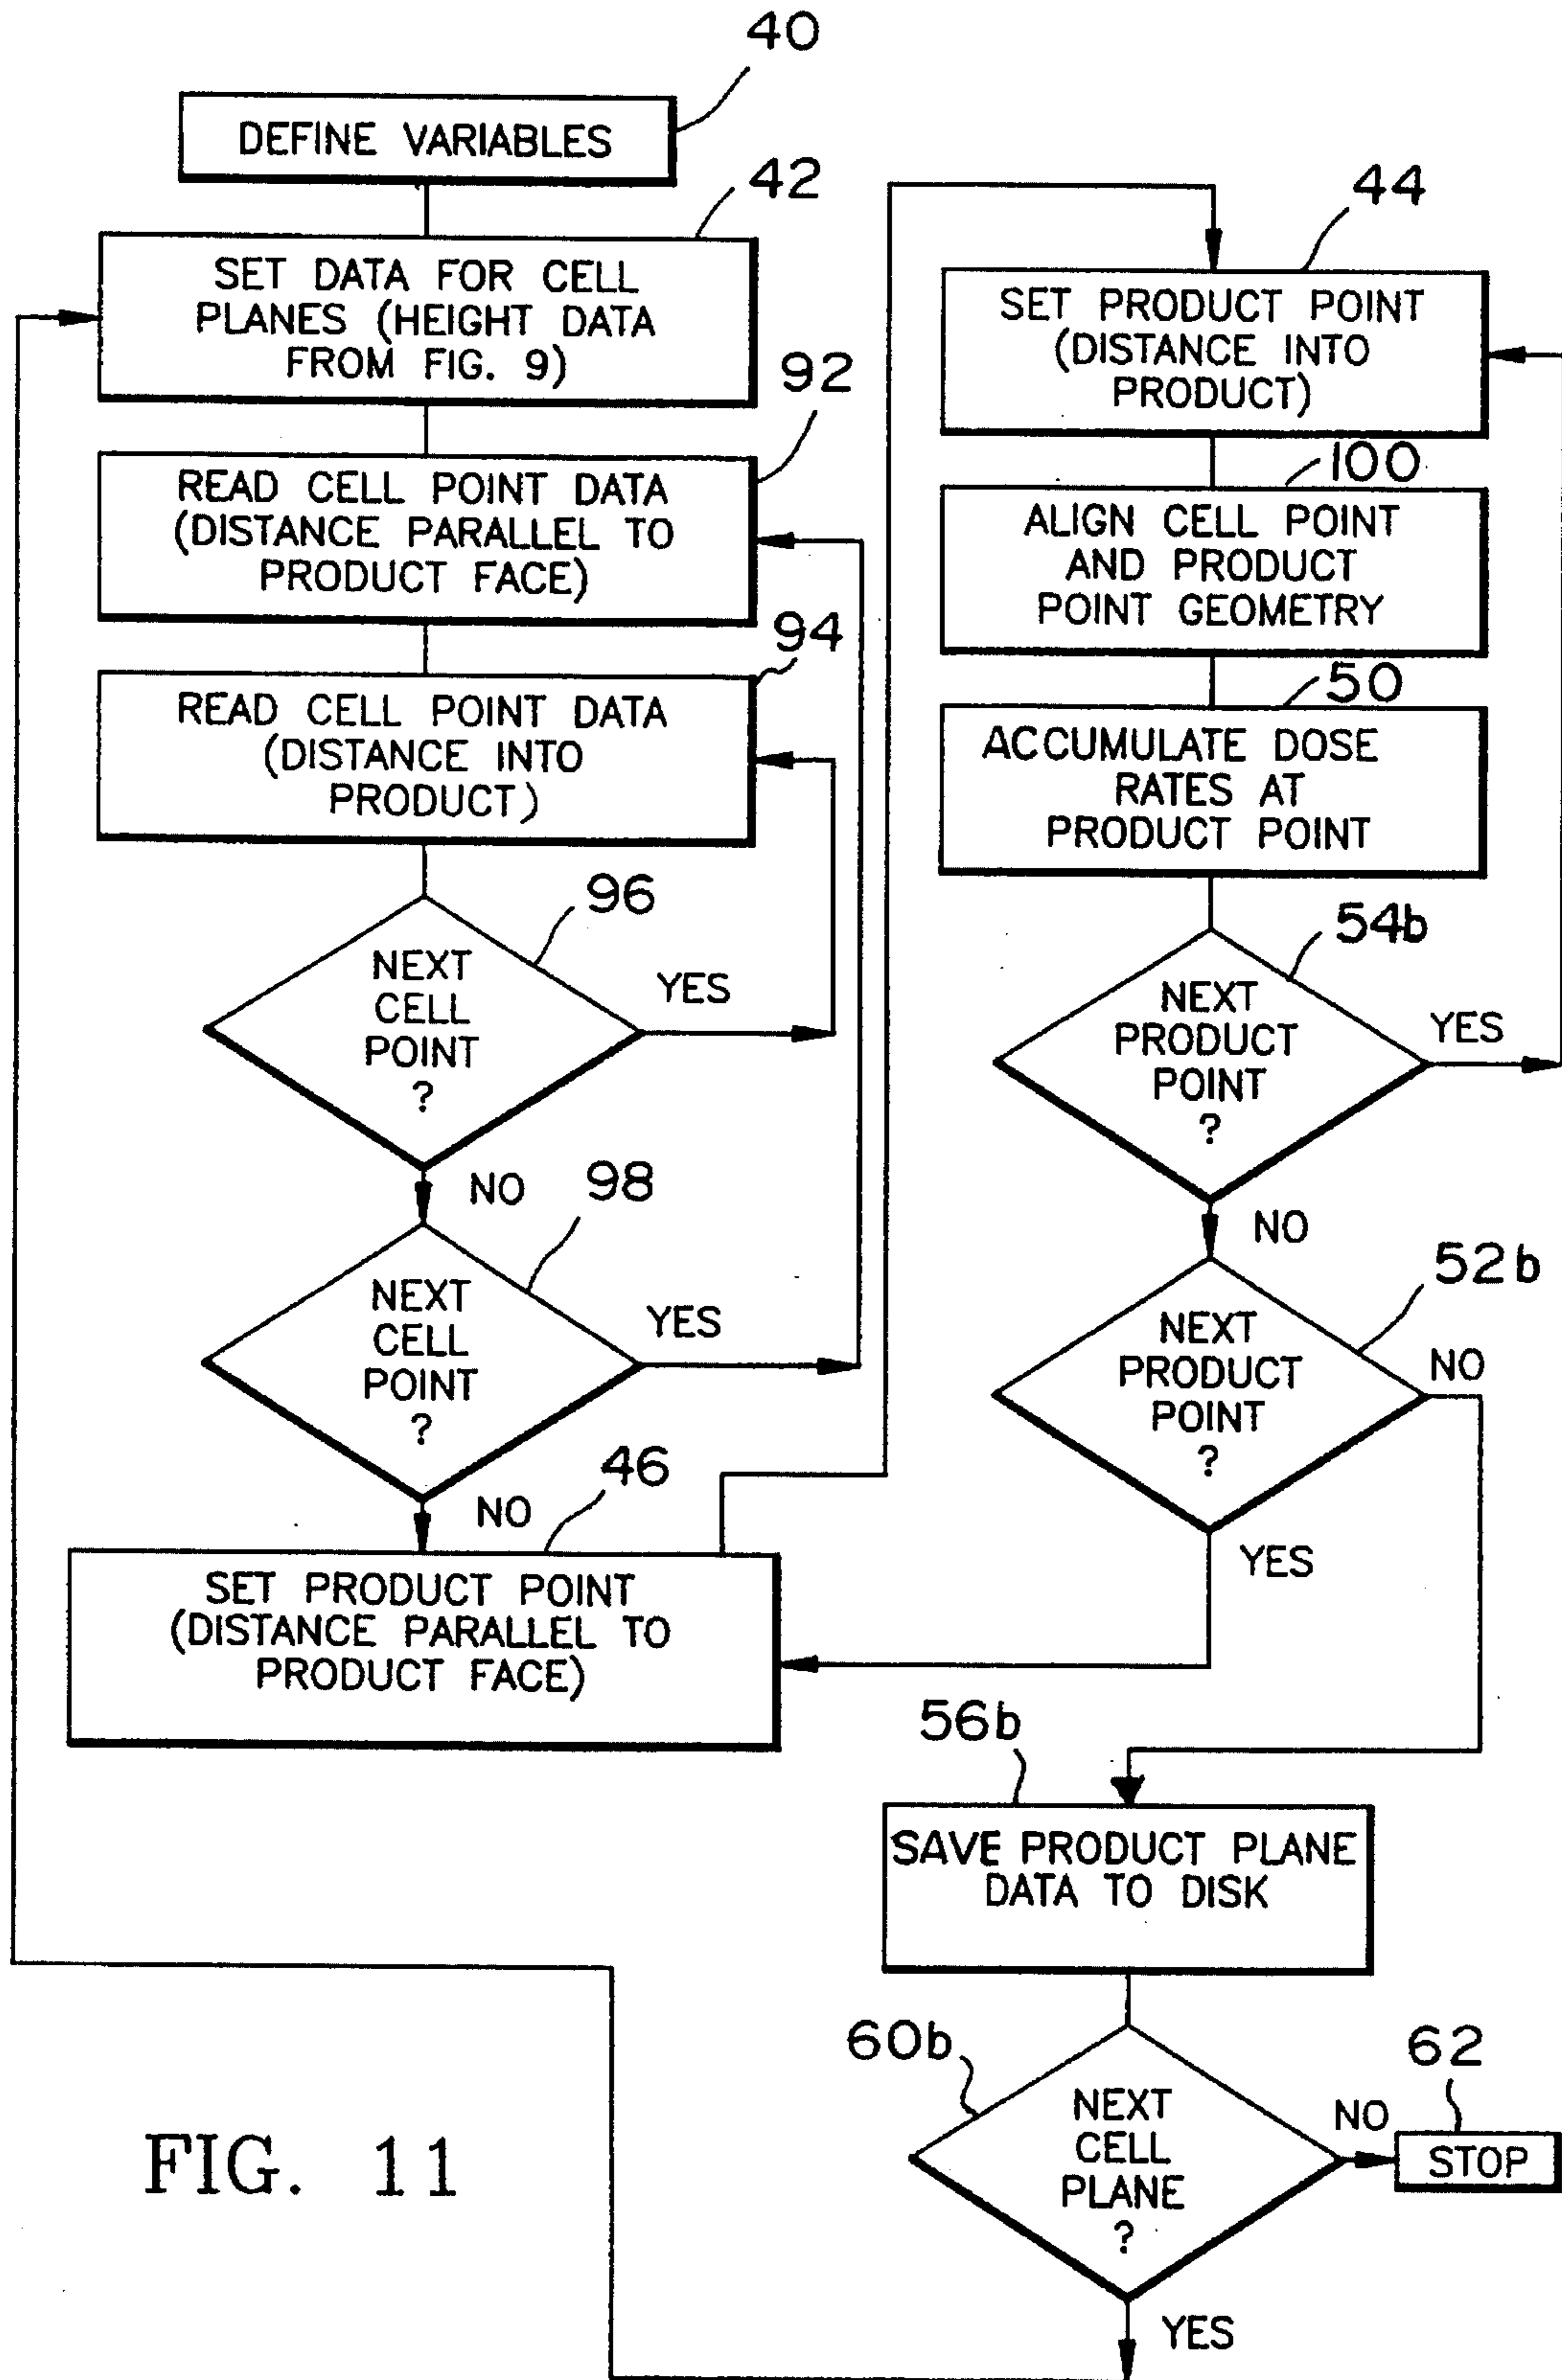 40
DEFINE VARIABLES
42
SET DATA FOR CELL
PLANES (HEIGHT DATA
FROM FIG. 9)
92
READ CELL POINT DATA
(DISTANCE PARALLEL TO
PRODUCT FACE)
94
READ CELL POINT DATA
(DISTANCE INTO
PRODUCT)
96
NEXT
CELL
POINT
?
YES
NO
98
NEXT
CELL
POINT
?
YES
NO
46
SET PRODUCT POINT
(DISTANCE PARALLEL TO
PRODUCT FACE)
44
SET PRODUCT POINT
(DISTANCE INTO
PRODUCT)
100
ALIGN CELL POINT
AND PRODUCT
POINT GEOMETRY
50
ACCUMULATE DOSE
RATES AT
PRODUCT POINT
54b
NEXT
PRODUCT
POINT
?
YES
NO
52b
NEXT
PRODUCT
POINT
?
NO
YES
56b
SAVE PRODUCT PLANE
DATA TO DISK
60b
NEXT
CELL
PLANE
?
NO
62
STOP
YES
FIG. 11